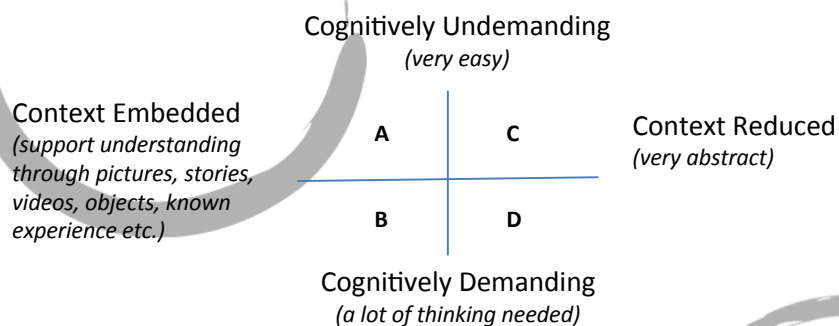 Cognitively Undemanding
(very easy)
Context Embedded
(support understanding
through pictures, stories,
videos, objects, known
experience etc.)
A
C
Context Reduced
(very abstract)
B
D
Cognitively Demanding
(a lot of thinking needed)